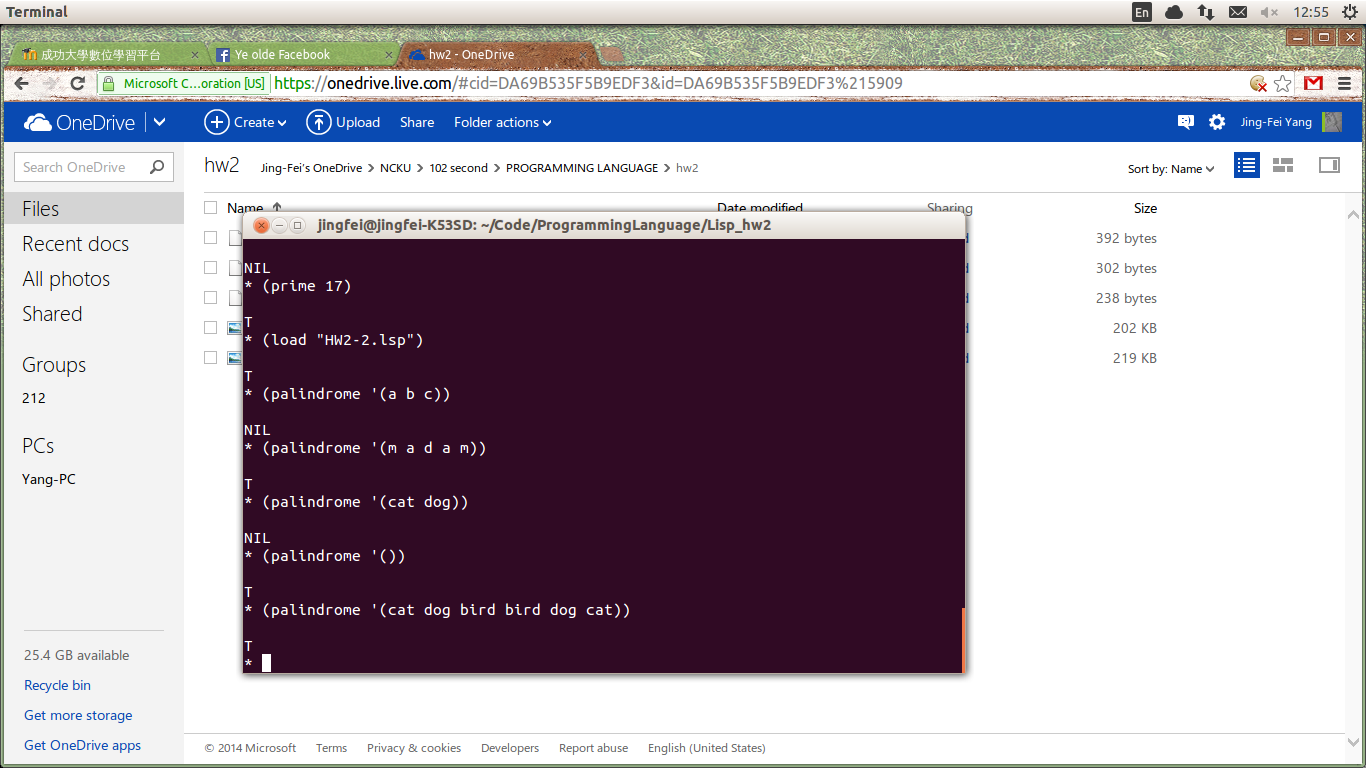 Terminal
En
12:55
成功大學數位學習平台
Ye olde Facebook
hw2 - OneDrive
Microsoft C...oration [US]
https://onedrive.live.com/#cid=DA69B535F5B9EDF3&id=DA69B535F5B9EDF3%215909
OneDrive
Create
Upload
Share
Folder actions
Jing-Fei Yang
Search OneDrive
hw2
Jing-Fei's OneDrive > NCKU > 102 second > PROGRAMMING LANGUAGE > hw2
Sort by: Name
Files
Recent docs
All photos
Shared
Groups
212
PCs
Yang-PC
25.4 GB available
Recycle bin
Get more storage
Get OneDrive apps
Name
Date modified
Sharing
Size
392 bytes
302 bytes
238 bytes
202 KB
219 KB
jingfei@jingfei-K53SD: ~/Code/ProgrammingLanguage/Lisp_hw2
NIL
* (prime 17)
T
* (load "HW2-2.lsp")
T
* (palindrome '(a b c))
NIL
* (palindrome '(m a d a m))
T
* (palindrome '(cat dog))
NIL
* (palindrome '())
T
* (palindrome '(cat dog bird bird dog cat))
T
*
© 2014 Microsoft
Terms
Privacy & cookies
Developers
Report abuse
English (United States)